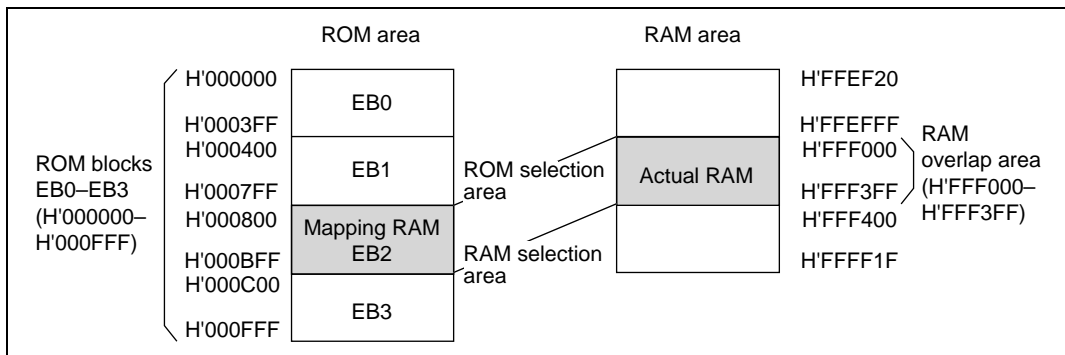 ROM area
RAM area
H'000000
EB0
H'0003FF
H'000400
EB1
H'0007FF
H'000800
Mapping RAM
EB2
H'000BFF
H'000C00
EB3
H'000FFF
ROM blocks
EB0–EB3
(H'000000–
H'000FFF)
ROM selection
area
RAM selection
area
Actual RAM
H'FFEF20
H'FFEFFF
H'FFF000
H'FFF3FF
H'FFF400
H'FFFF1F
RAM
overlap area
(H'FFF000–
H'FFF3FF)